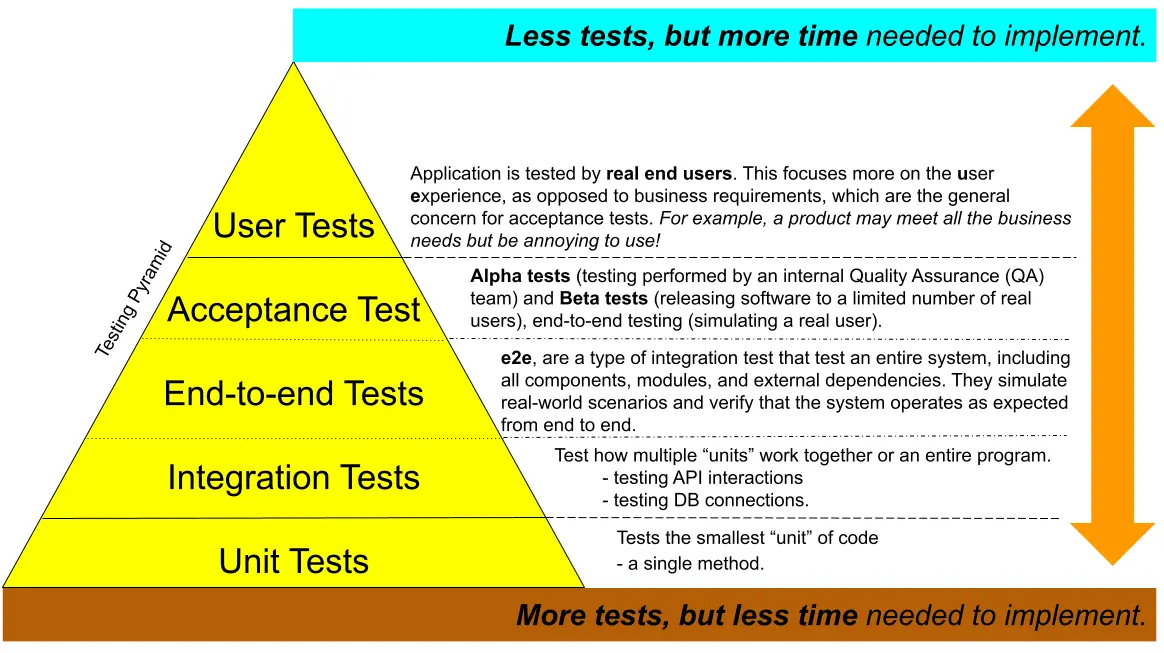 Less tests, but more time needed to implement.
Application is tested by real end users. This focuses more on the user
experience, as opposed to business requirements, which are the general
concern for acceptance tests. For example, a product may meet all the business
needs but be annoying to use!
User Tests
Testing Pyramid
Alpha tests (testing performed by an internal Quality Assurance (QA)
team) and Beta tests (releasing software to a limited number of real
users), end-to-end testing (simulating a real user).
Acceptance Test
e2e, are a type of integration test that test an entire system, including
all components, modules, and external dependencies. They simulate
real-world scenarios and verify that the system operates as expected
from end to end.
End-to-end Tests
Test how multiple “units” work together or an entire program.
- testing API interactions
- testing DB connections.
Integration Tests
Tests the smallest “unit” of code
- a single method.
Unit Tests
More tests, but less time needed to implement.